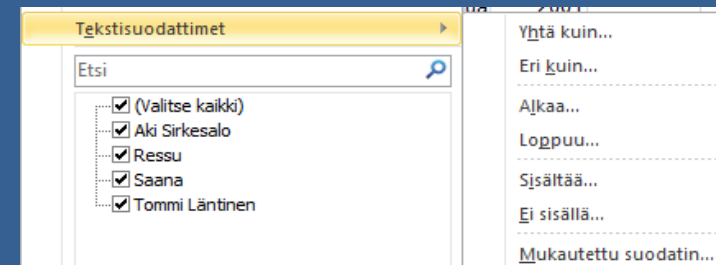 Tekstisuodattimet
Etsi
(Valitse kaikki)
Aki Sirkesalo
Ressu
Saana
Tommi Läntinen
Yhtä kuin...
Eri kuin...
Alkaa...
Loppuu...
Sisältää...
Ei sisällä...
Mukautettu suodatin...